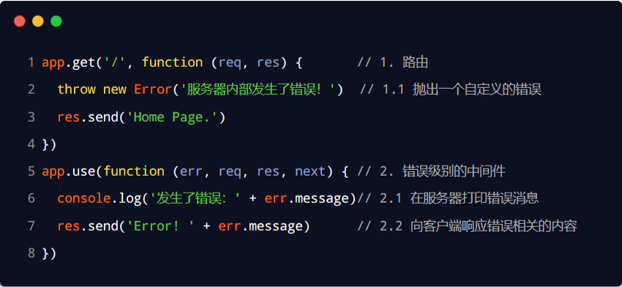 1 app.get('/', function (req, res) { // 1. 路由
2 throw new Error('服务器内部发生了错误！') // 1.1 抛出一个自定义的错误
3 res.send('Home Page.')
4 })
5 app.use(function (err, req, res, next) { // 2. 错误级别的中间件
6 console.log('发生了错误：' + err.message)// 2.1 在服务器打印错误消息
7 res.send('Error! ' + err.message) // 2.2 向客户端响应错误相关的内容
8 })